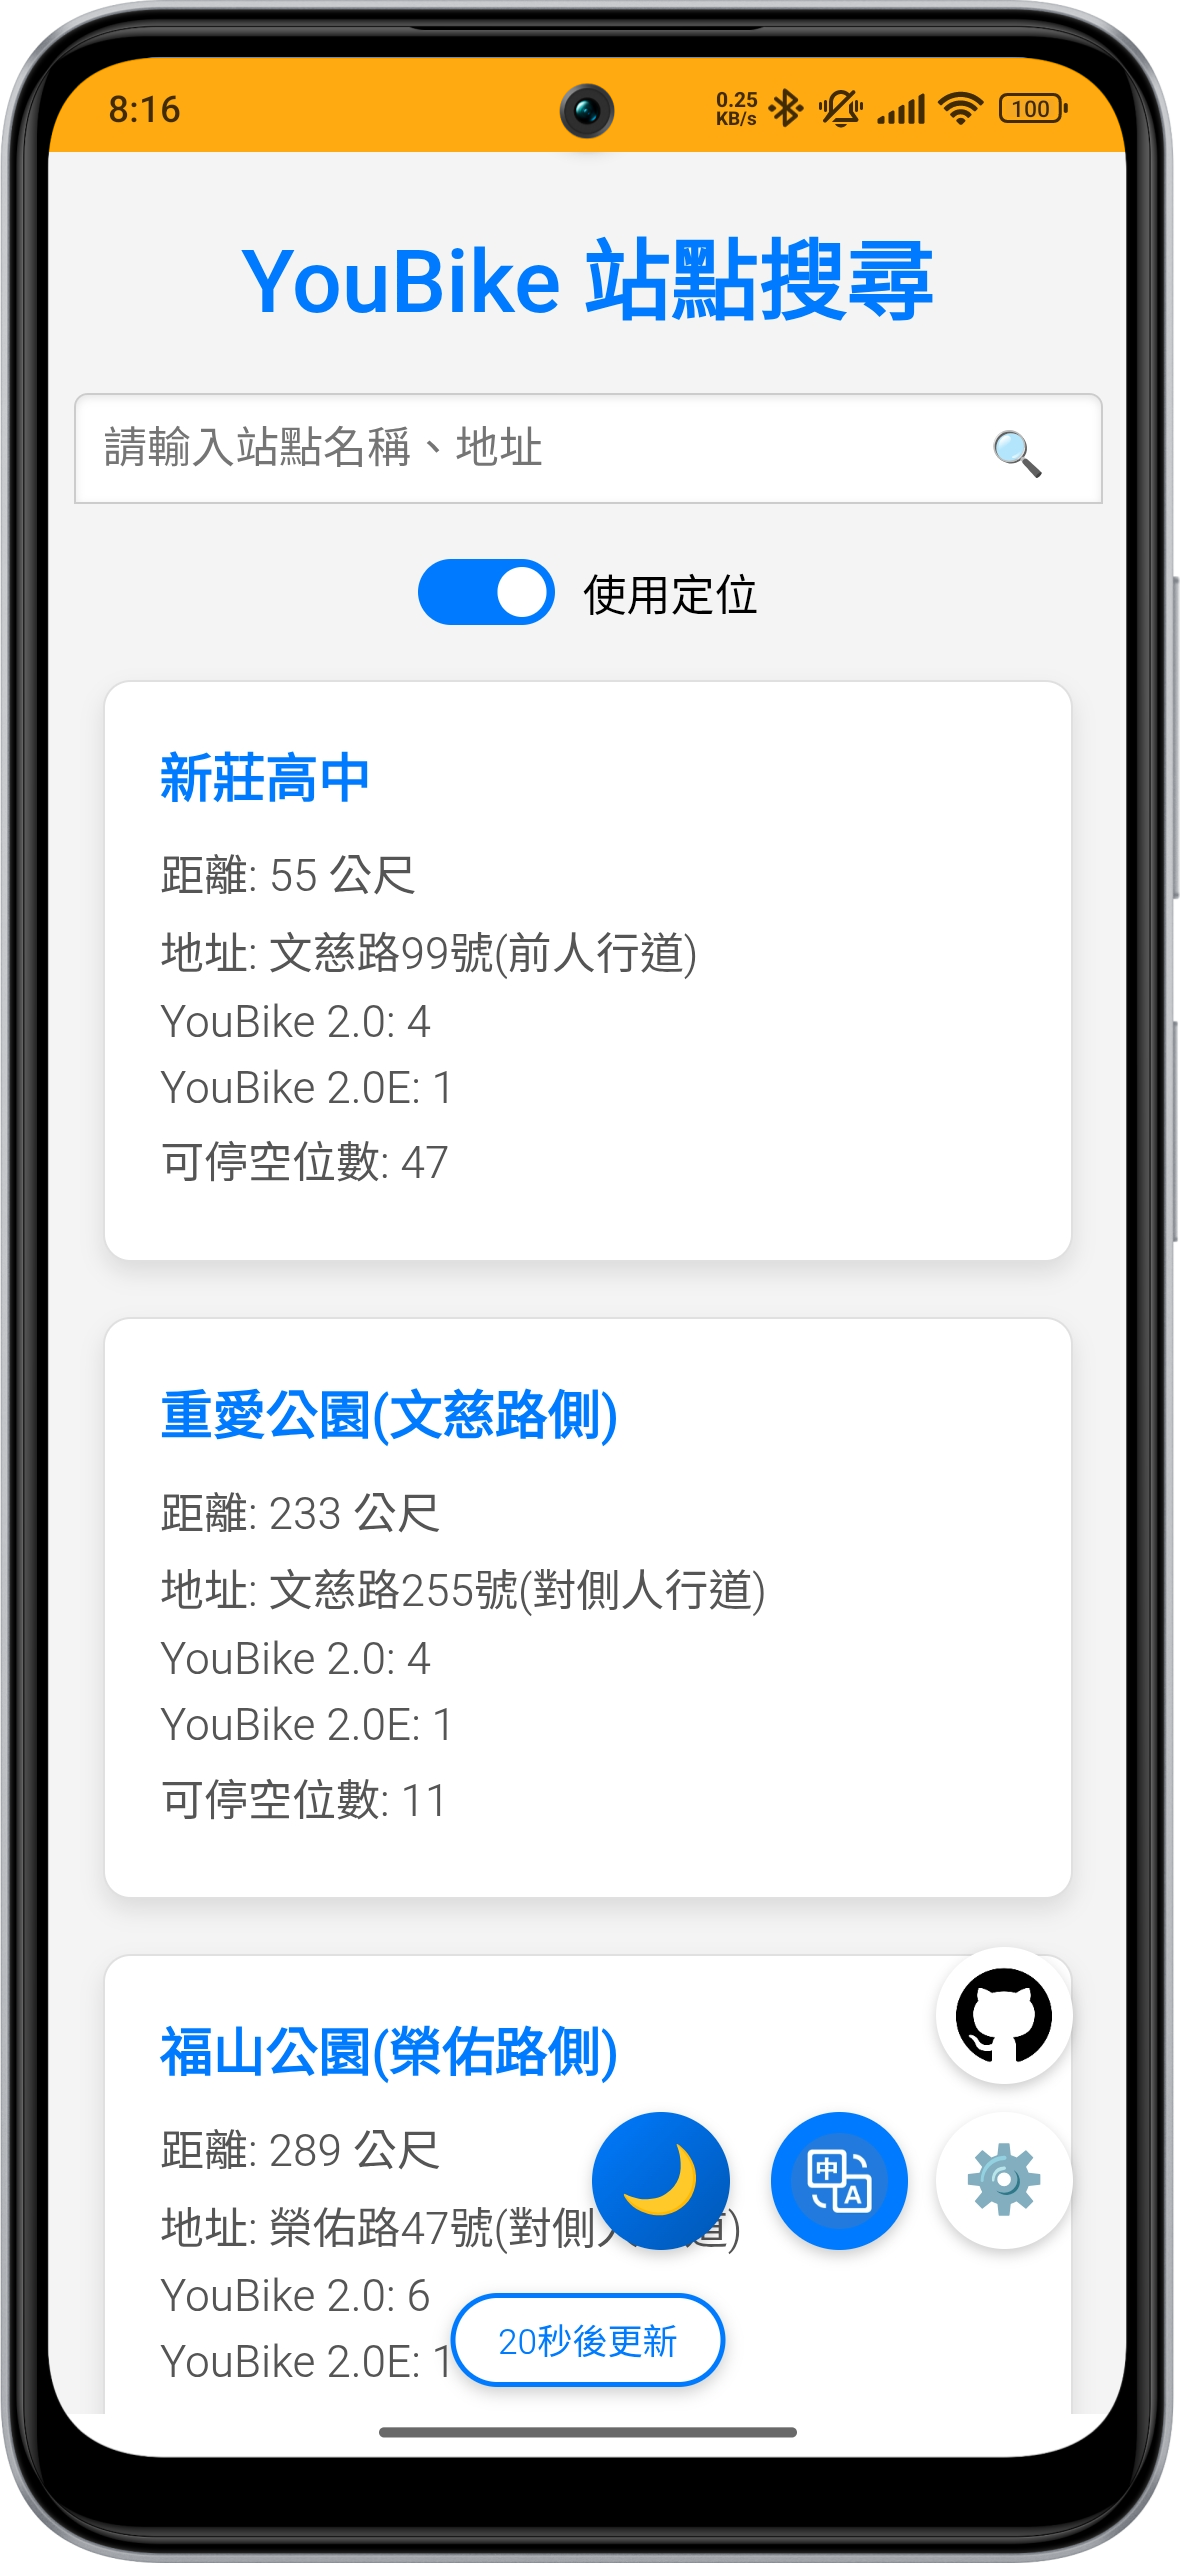 8:16
0.25
KB/s
100
YouBike 站點搜尋
請輸入站點名稱、地址
使用定位
新莊高中
距離: 55 公尺
地址: 文慈路99號(前人行道)
YouBike 2.0: 4
YouBike 2.0E: 1
可停空位數: 47
重愛公園(文慈路側)
距離: 233 公尺
地址: 文慈路255號(對側人行道)
YouBike 2.0: 4
YouBike 2.0E: 1
可停空位數: 11
福山公園(榮佑路側)
距離: 289 公尺
中
A
地址: 榮佑路47號(對側人 道)
YouBike 2.0: 6
YouBike 2.0E: 1
20秒後更新